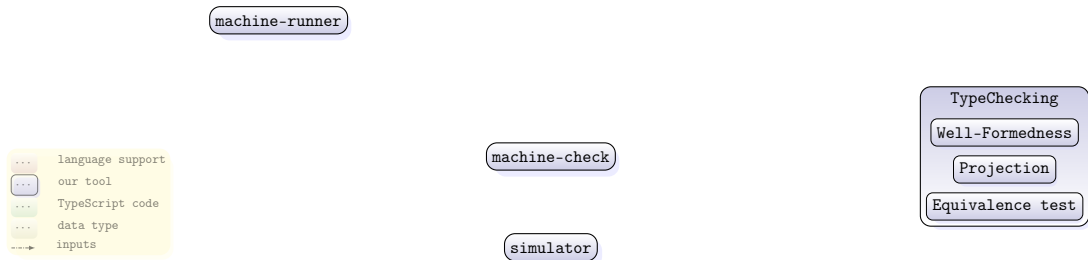 machine-runner
TypeChecking
Well-Formedness
machine-check
Projection
Equivalence test
simulator
... language support
... our tool
... TypeScript code
... data type
inputs